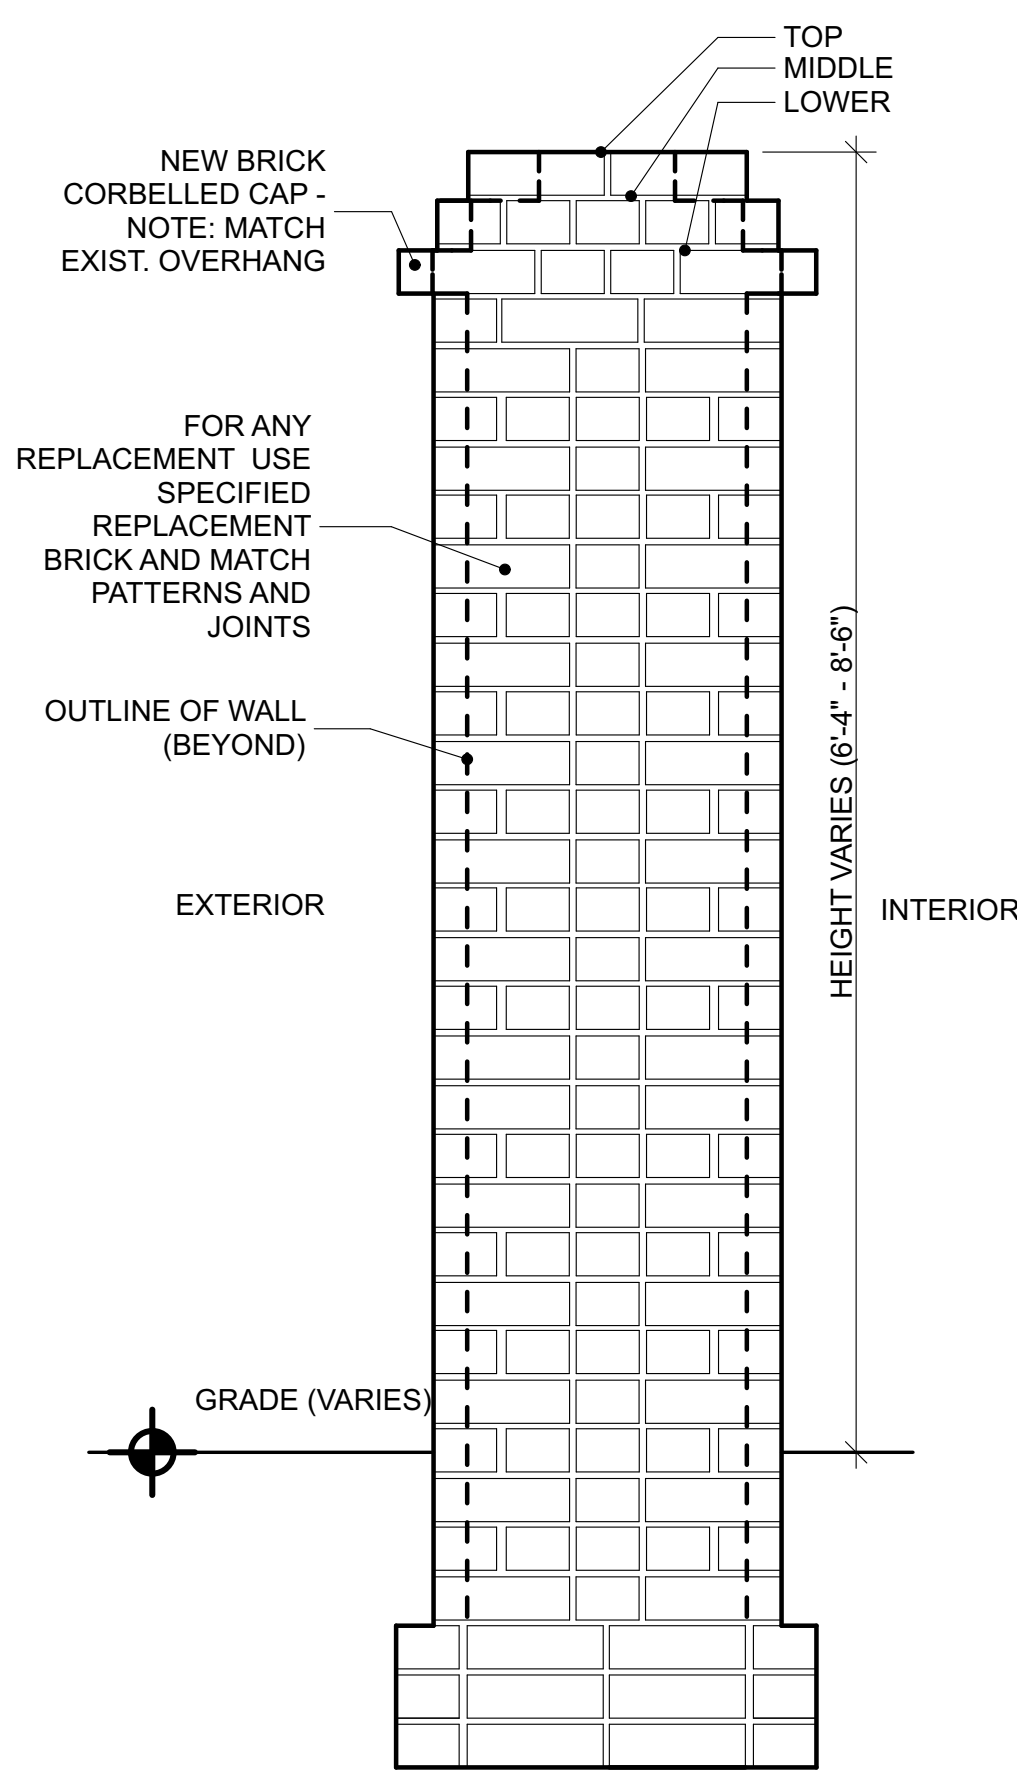 TOP
MIDDLE
LOWER
NEW BRICK
CORBELLED CAP -
NOTE: MATCH
EXIST. OVERHANG
FOR ANY
REPLACEMENT  USE
SPECIFIED
REPLACEMENT
BRICK AND MATCH
PATTERNS AND
JOINTS
OUTLINE OF WALL
(BEYOND)
HEIGHT VARIES (6'-4" - 8'-6")
EXTERIOR
INTERIOR
GRADE (VARIES)